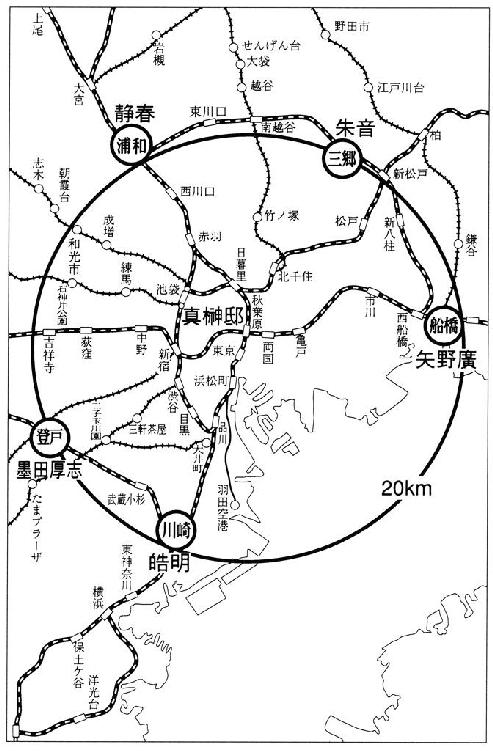 上尾
岩槻
せんげん台
大袋
越谷
野田市
江戸川台
大宮
静春
浦和
東川口
南越谷
朱音
三郷
柏
新松戸
志木
朝霞台
和光市
成増
練馬
石神井公園
西川口
赤羽
竹ノ塚
松戸
新八柱
鎌谷
日暮里
北千住
池袋
真榊邸
秋葉原
市川
西船橋
船橋
矢野廣
吉祥寺
荻窪
中野
新宿
東京
両国
亀戸
浜松町
渋谷
目黒
品川
大井町
二子玉川園
三軒茶屋
登戸
墨田厚志
たまプラーザ
武蔵小杉
川崎
皓明
羽田空港
20km
東神奈川
横浜
保土ケ谷
洋光台